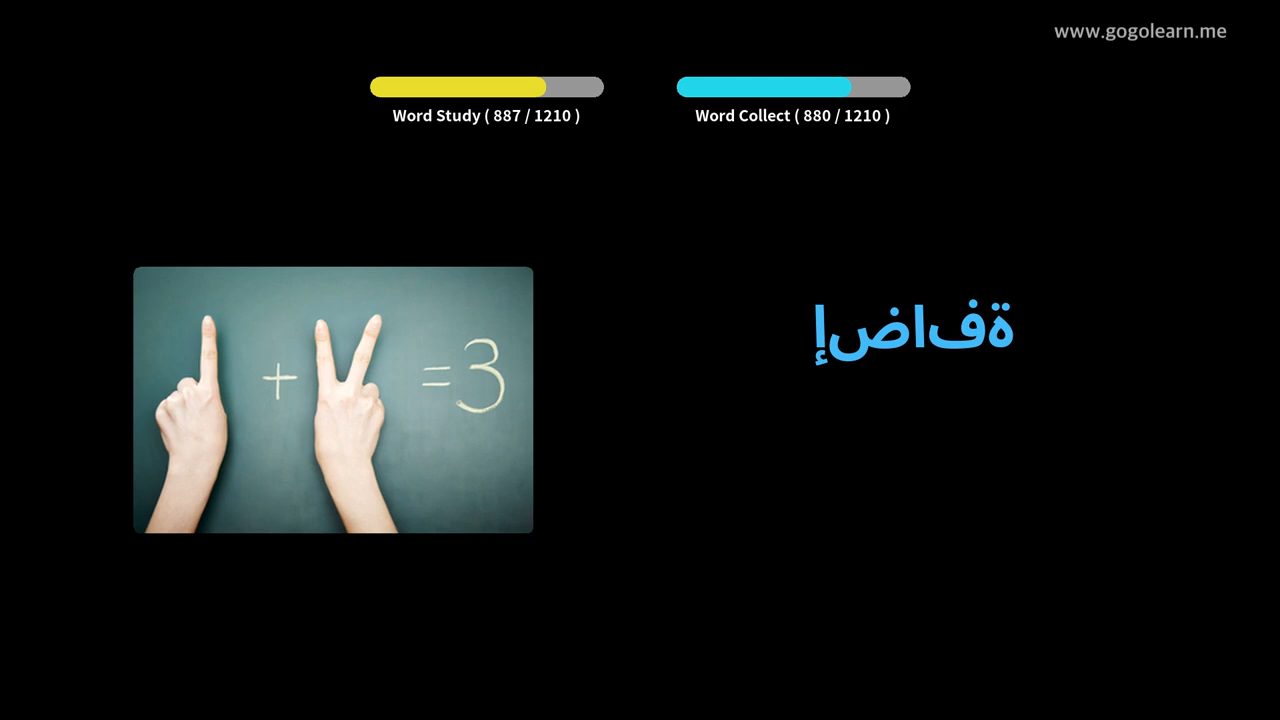 www.gogolearn.me
Word Study ( 887 / 1210 )
Word Collect ( 880 / 1210 )
+ =3
ةفاضإ